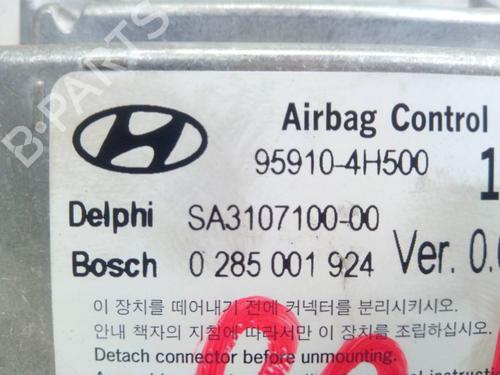 B-PARTS
Airbag Control
95910-4H500
1
Delphi SA3107100-00
Bosch 0 285 001 924 Ver. 0.
이 장치를 떼어내기 전에 커넥터를 분리시키시오.
안내 책자의 지침에 따라서만 이 장치를 조립하십시오.
Detach connector before unmounting.